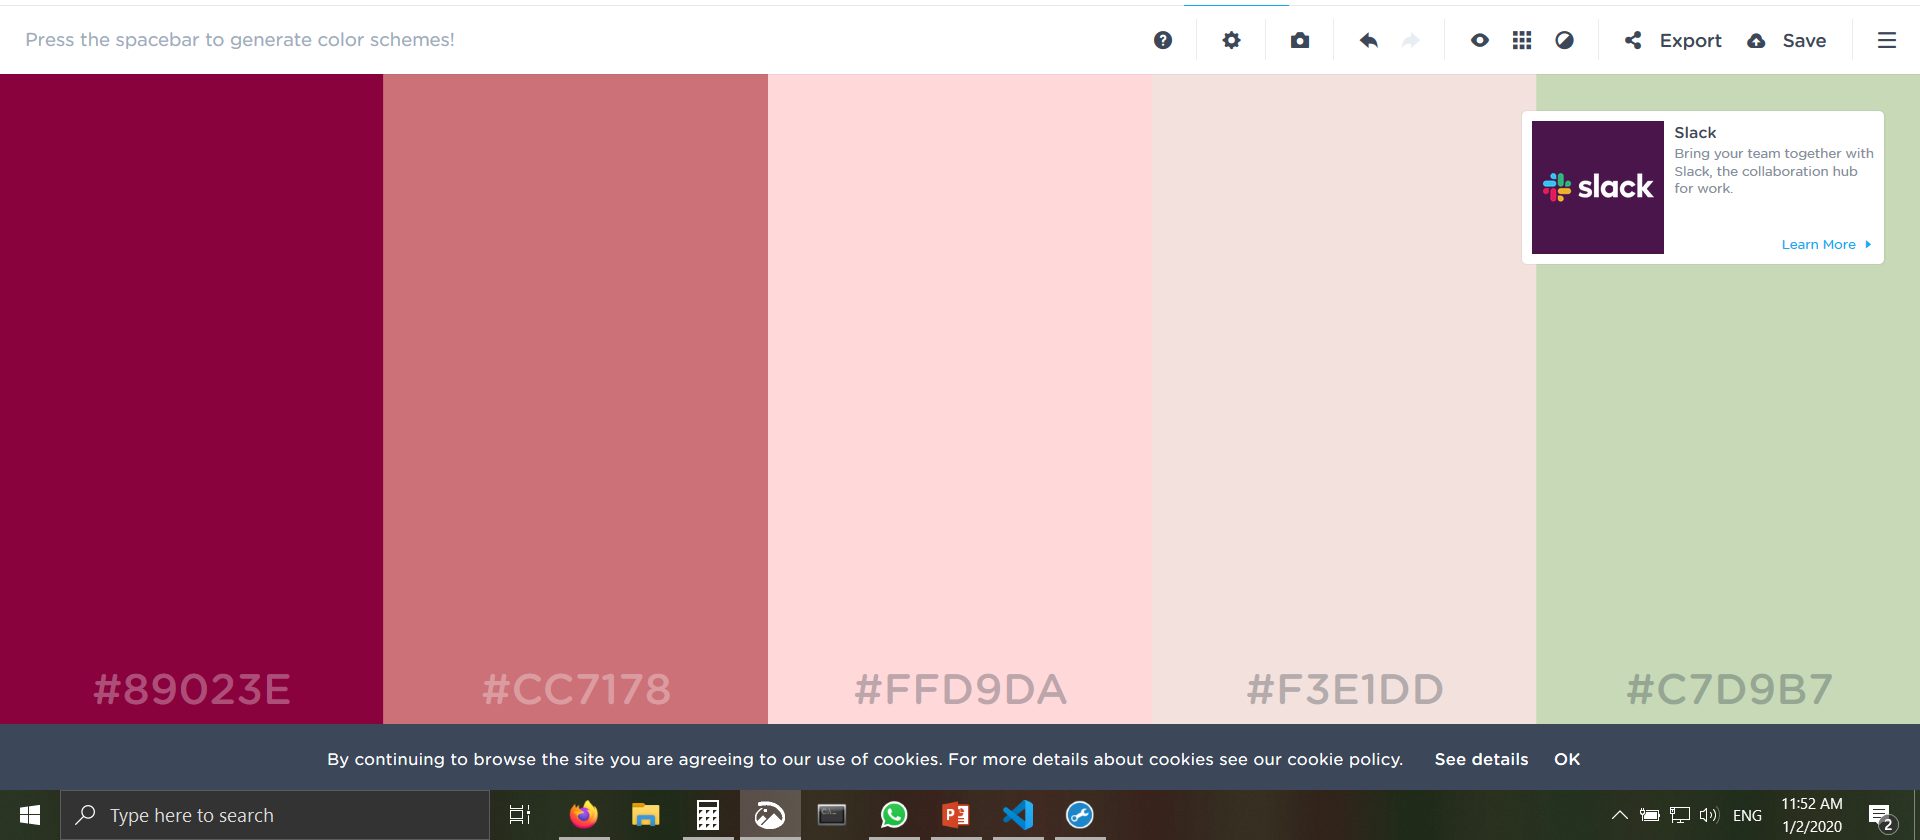 Press the spacebar to generate color schemes!
Export
Save
Slack
Bring your team together with
Slack, the collaboration hub
for work.
slack
Learn More
#89023E
#CC7178
#FFD9DA
#F3E1DD
#C7D9B7
By continuing to browse the site you are agreeing to our use of cookies. For more details about cookies see our cookie policy.
See details
OK
Type here to search
ENG
11:52 AM
1/2/2020
2